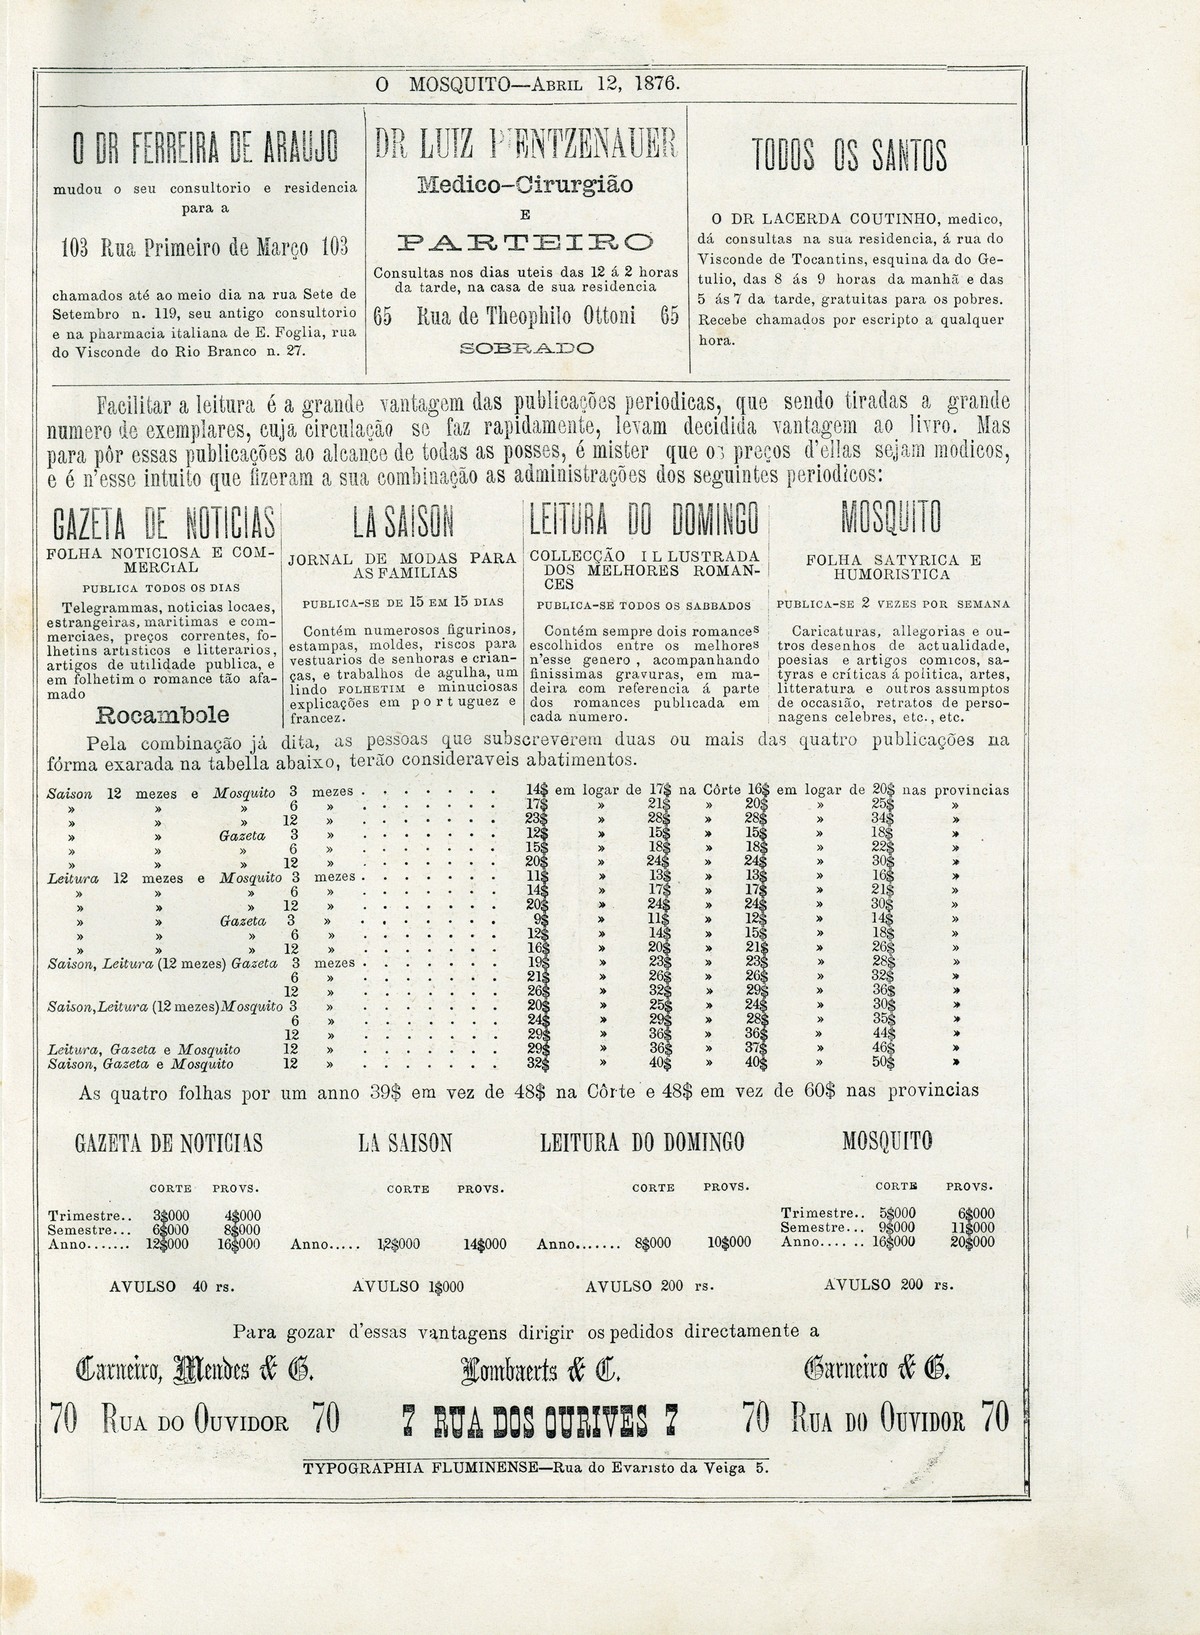 O MOSQUITO—ABRIL 12, 1876.
O DR FERREIRA DE ARAUJO
mudou o seu consultorio e residencia
para a
103 Rua Primeiro de Março 103
chamados até ao meio dia na rua Sete de
Setembro n. 119, seu antigo consultorio
e na pharmacia italiana de E. Foglia, rua
do Visconde do Rio Branco n. 27.
DR LUIZ PIENTZENAUER
Medico-Cirurgião
E
PARTEIRO
Consultas nos dias uteis das 12 á 2 horas
da tarde, na casa de sua residencia
65 Rua de Theophilo Ottoni 65
SOBRADO
TODOS OS SANTOS
O DR LACERDA COUTINHO, medico,
dá consultas na sua residencia, á rua do
Visconde de Tocantins, esquina da do Ge-
tulio, das 8 ás 9 horas da manhã e das
5 ás 7 da tarde, gratuitas para os pobres.
Recebe chamados por escripto a qualquer
hora.
Facilitar a leitura é a grande vantagem das publicações periodicas, que sendo tiradas a grande
numero de exemplares, cuja circulação se faz rapidamente, levam decidida vantagem ao livro. Mas
para pôr essas publicações ao alcance de todas as posses, é mister que os preços d'ellas sejam modicos,
e é n'esse intuito que fizeram a sua combinação as administrações dos seguintes periodicos:
GAZETA DE NOTICIAS
FOLHA NOTICIOSA E COM-
MERCIAL
PUBLICA TODOS OS DIAS
Telegrammas, noticias locaes,
estrangeiras, maritimas e com-
merciaes, preços correntes, fo-
lhetins artisticos e litterarios,
artigos de utilidade publica, e
em folhetim o romance tão afa-
mado
Rocambole
LA SAISON
JORNAL DE MODAS PARA
AS FAMILIAS
PUBLICA-SE DE 15 EM 15 DIAS
Contém numerosos figurinos,
estampas, moldes, riscos para
vestuarios de senhoras e crian-
ças, e trabalhos de agulha, um
lindo FOLHETIM e minuciosas
explicações em portuguez e
francez.
LEITURA DO DOMINGO
COLLECÇÃO ILLUSTRADA
DOS MELHORES ROMAN-
CES
PUBLICA-SE TODOS OS SABBADOS
Contém sempre dois romances
escolhidos entre os melhores
n'esse genero, acompanhando
finissimas gravuras, em ma-
deira com referencia á parte
dos romances publicada em
cada numero.
MOSQUITO
FOLHA SATYRICA E
HUMORISTICA
PUBLICA-SE 2 VEZES POR SEMANA
Caricaturas, allegorias e ou-
tros desenhos de actualidade,
poesias e artigos comicos, sa-
tyras e críticas á politica, artes,
litteratura e outros assumptos
de occasião, retratos de perso-
nagens celebres, etc., etc.
Pela combinação já dita, as pessoas que subscreverem duas ou mais das quatro publicações na
fórma exarada na tabella abaixo, terão consideraveis abatimentos.
Saison 12 mezes e Mosquito 3 mezes . . . . . . . 14$ em logar de 17$ na Côrte 16$ em logar de 20$ nas provincias
» » » 6 » . . . . . . . 17$ » 21$ » 20$ » 25$ »
» » » 12 » . . . . . . . 23$ » 28$ » 28$ » 34$ »
» » Gazeta 3 » . . . . . . . 12$ » 15$ » 15$ » 18$ »
» » » 6 » . . . . . . . 15$ » 18$ » 18$ » 22$ »
» » » 12 » . . . . . . . 20$ » 24$ » 24$ » 30$ »
Leitura 12 mezes e Mosquito 3 mezes . . . . . . . 11$ » 13$ » 13$ » 16$ »
» » » 6 » . . . . . . . 14$ » 17$ » 17$ » 21$ »
» » » 12 » . . . . . . . 20$ » 24$ » 24$ » 30$ »
» » Gazeta 3 » . . . . . . . 9$ » 11$ » 12$ » 14$ »
» » » 6 » . . . . . . . 12$ » 14$ » 15$ » 18$ »
» » » 12 » . . . . . . . 16$ » 20$ » 21$ » 26$ »
Saison, Leitura (12 mezes) Gazeta 3 mezes . . . . . . . 19$ » 23$ » 23$ » 28$ »
6 » . . . . . . . 21$ » 26$ » 26$ » 32$ »
12 » . . . . . . . 26$ » 32$ » 29$ » 36$ »
Saison, Leitura (12 mezes) Mosquito 3 » . . . . . . . 20$ » 25$ » 24$ » 30$ »
6 » . . . . . . . 24$ » 29$ » 28$ » 35$ »
12 » . . . . . . . 29$ » 36$ » 36$ » 44$ »
Leitura, Gazeta e Mosquito 12 » . . . . . . . 29$ » 36$ » 37$ » 46$ »
Saison, Gazeta e Mosquito 12 » . . . . . . . 32$ » 40$ » 40$ » 50$ »
As quatro folhas por um anno 39$ em vez de 48$ na Côrte e 48$ em vez de 60$ nas provincias
GAZETA DE NOTICIAS
CORTE PROVS.
Trimestre.. 3$000 4$000
Semestre... 6$000 8$000
Anno....... 12$000 16$000
AVULSO 40 rs.
LA SAISON
CORTE PROVS.
Anno..... 12$000 14$000
AVULSO 1$000
LEITURA DO DOMINGO
CORTE PROVS.
Anno....... 8$000 10$000
AVULSO 200 rs.
MOSQUITO
CORTE PROVS.
Trimestre.. 5$000 6$000
Semestre... 9$000 11$000
Anno...... 16$000 20$000
AVULSO 200 rs.
Para gozar d'essas vantagens dirigir os pedidos directamente a
Carneiro, Mendes & G.
70 RUA DO OUVIDOR 70
Lombaerts & C.
7 RUA DOS OURIVES 7
Garneiro & G.
70 RUA DO OUVIDOR 70
TYPOGRAPHIA FLUMINENSE—Rua do Evaristo da Veiga 5.